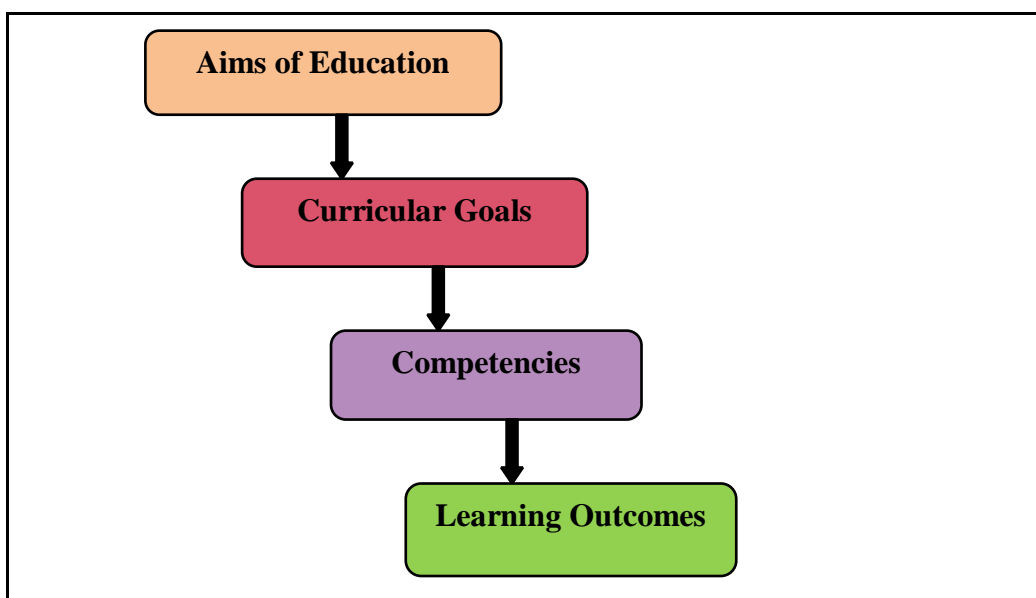 Aims of Education
Curricular Goals
Competencies
Learning Outcomes